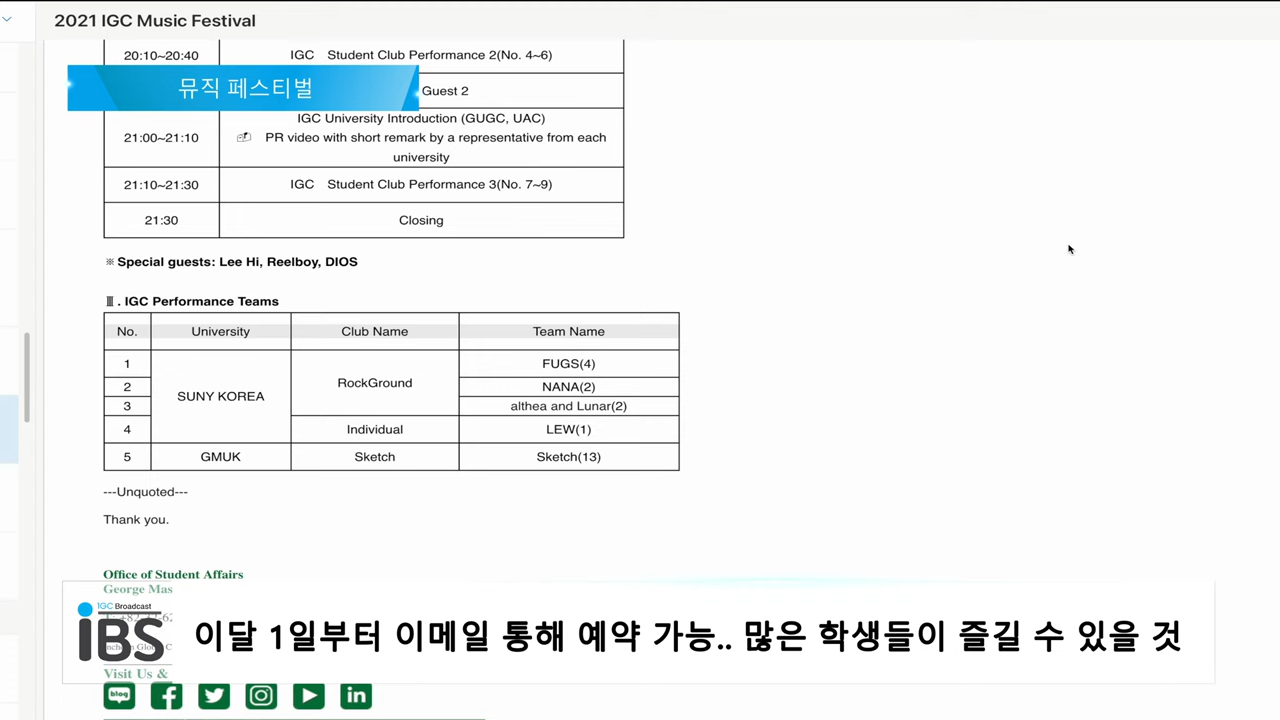 2021 IGC Music Festival
20:10~20:40 IGC Student Club Performance 2(No. 4~6)
뮤직 페스티벌
Guest 2
21:00~21:10 IGC University Introduction (GUGC, UAC)
PR video with short remark by a representative from each
university
21:10~21:30 IGC Student Club Performance 3(No. 7~9)
21:30 Closing
※ Special guests: Lee Hi, Reelboy, DIOS
Ⅲ. IGC Performance Teams
No. University Club Name Team Name
1 SUNY KOREA RockGround FUGS(4)
2 NANA(2)
3 althea and Lunar(2)
4 Individual LEW(1)
5 GMUK Sketch Sketch(13)
---Unquoted---
Thank you.
Office of Student Affairs
George Mas
IGC Broadcast
iBS
이달 1일부터 이메일 통해 예약 가능.. 많은 학생들이 즐길 수 있을 것
Visit Us &
blog